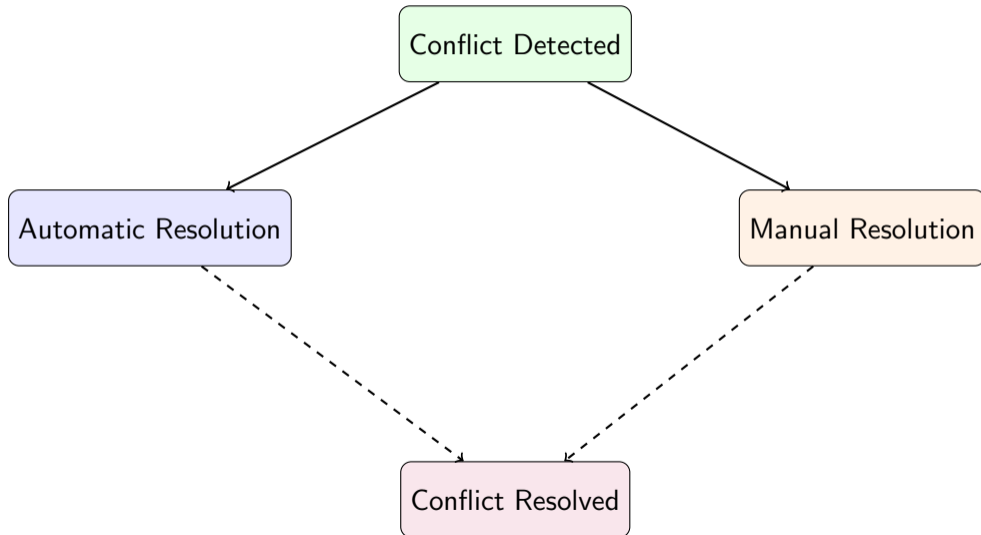 Conflict Detected
Automatic Resolution
Manual Resolution
Conflict Resolved